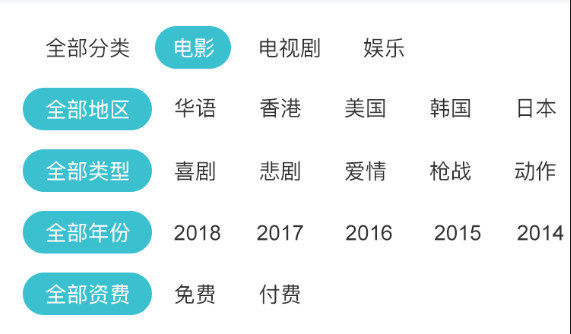 全部分类 电影 电视剧 娱乐
全部地区 华语 香港 美国 韩国 日本
全部类型 喜剧 悲剧 爱情 枪战 动作
全部年份 2018 2017 2016 2015 2014
全部资费 免费 付费